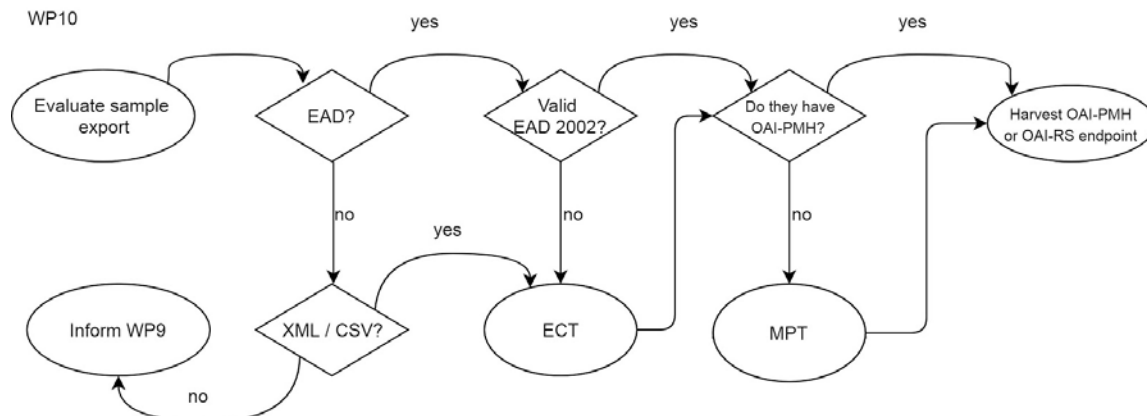 WP10
yes
yes
yes
Evaluate sample
export
EAD?
Valid
EAD 2002?
Do they have
OAI-PMH?
Harvest OAI-PMH
or OAI-RS endpoint
no
no
no
yes
Inform WP9
XML / CSV?
ECT
MPT
no